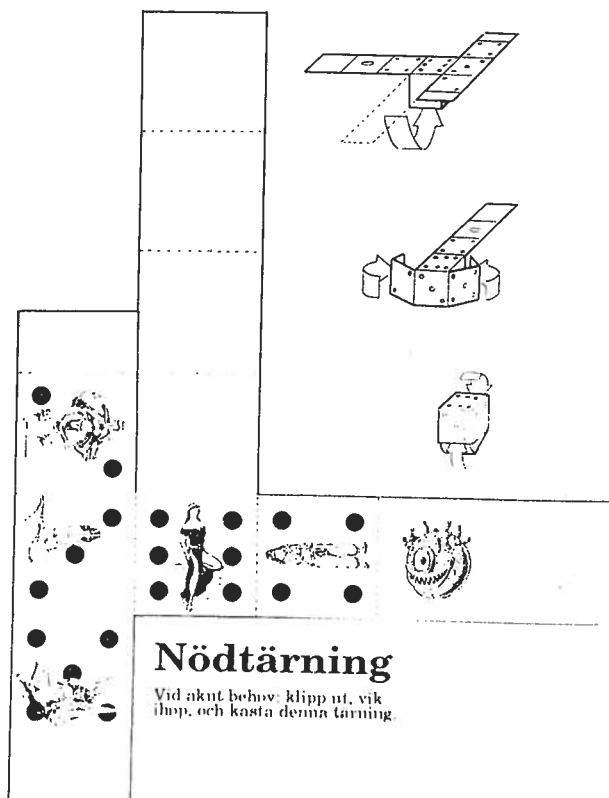 Nödtärning
Vid akut behov: klipp ut, vik
ihop, och kasta denna tärning.